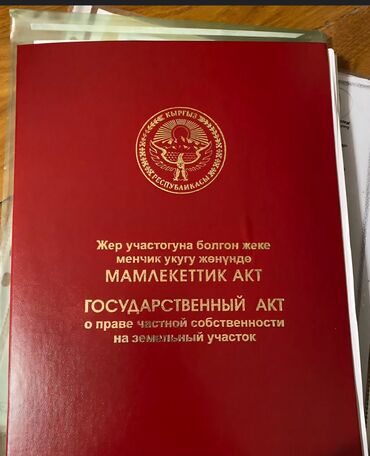 КЫРГЫЗ
РЕСПУБЛИКАСЫ
Жер участогуна болгон жеке
менчик укугу жөнүндө
МАМЛЕКЕТТИК АКТ
ГОСУДАРСТВЕННЫЙ АКТ
о праве частной собственности
на земельный участок